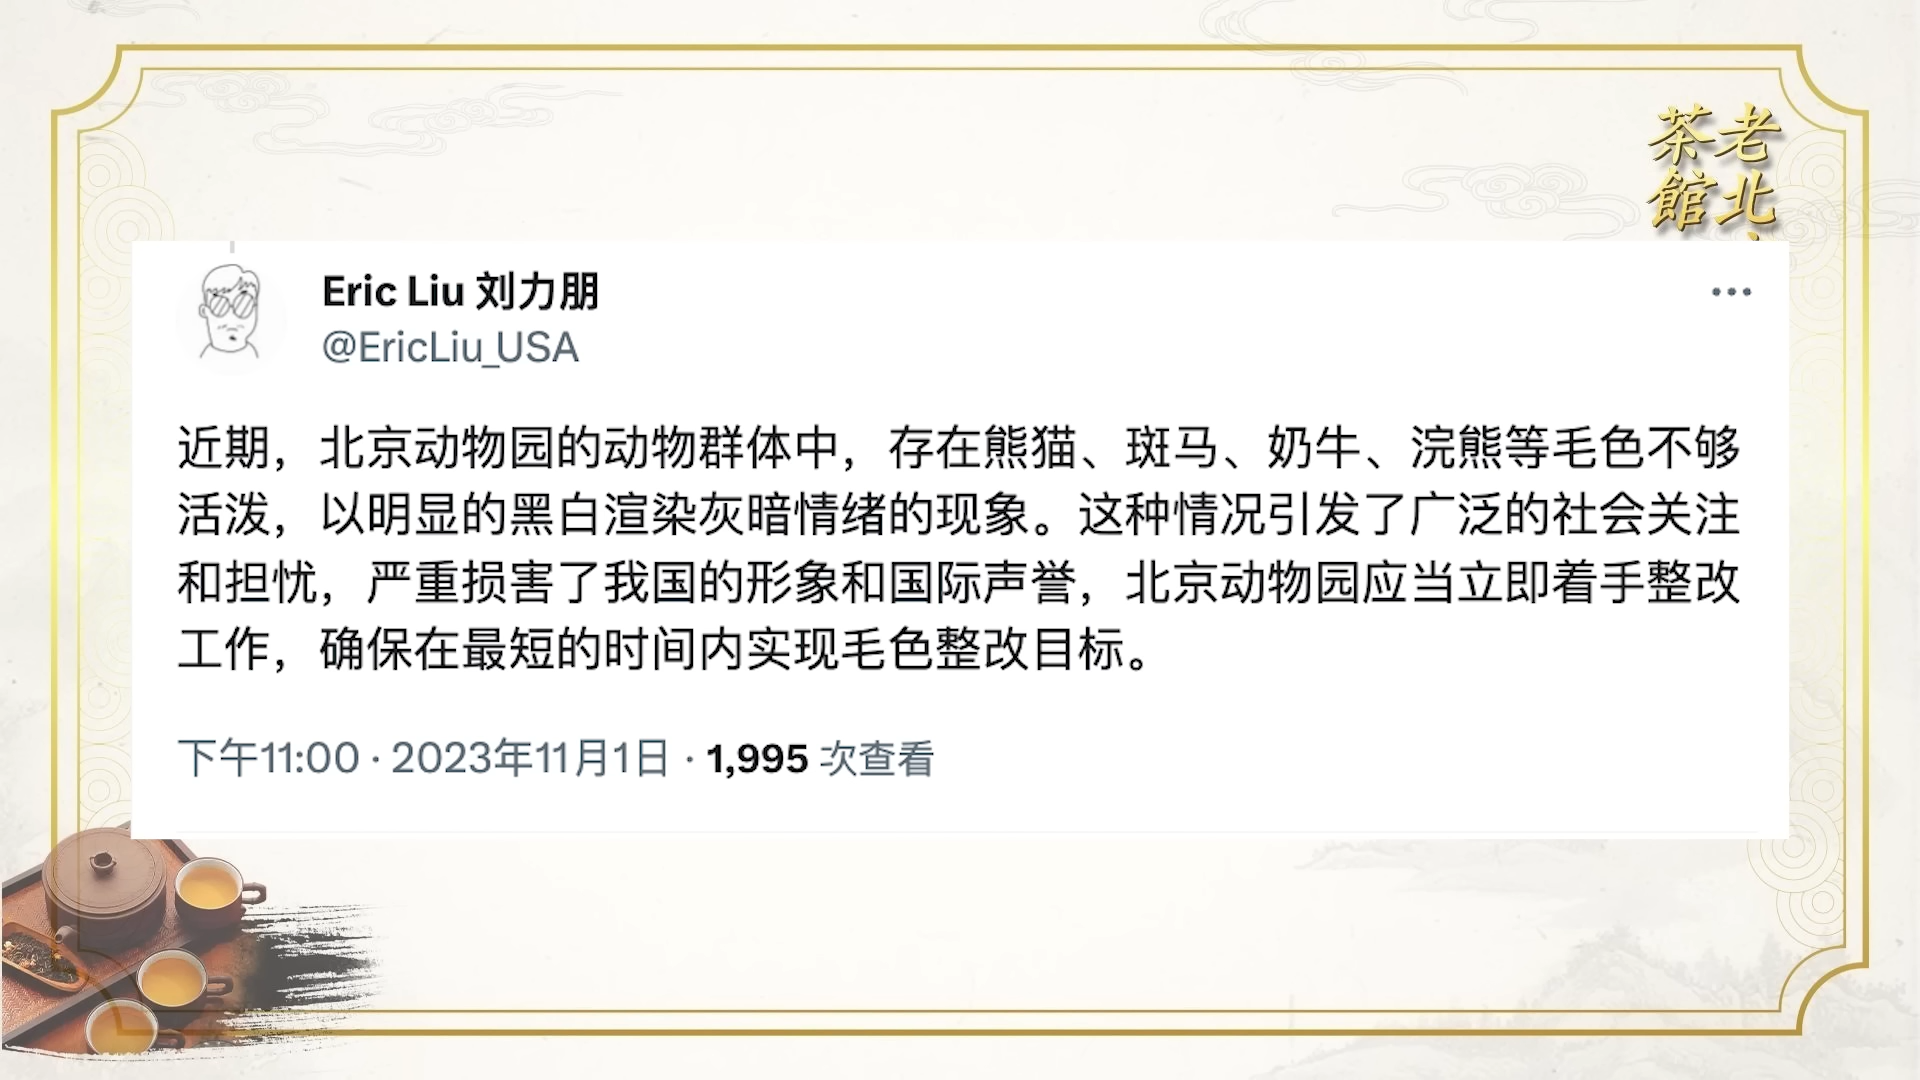 老北
茶館
Eric Liu 刘力朋
@EricLiu_USA
近期，北京动物园的动物群体中，存在熊猫、斑马、奶牛、浣熊等毛色不够
活泼，以明显的黑白渲染灰暗情绪的现象。这种情况引发了广泛的社会关注
和担忧，严重损害了我国的形象和国际声誉，北京动物园应当立即着手整改
工作，确保在最短的时间内实现毛色整改目标。
下午11:00 · 2023年11月1日 · 1,995 次查看